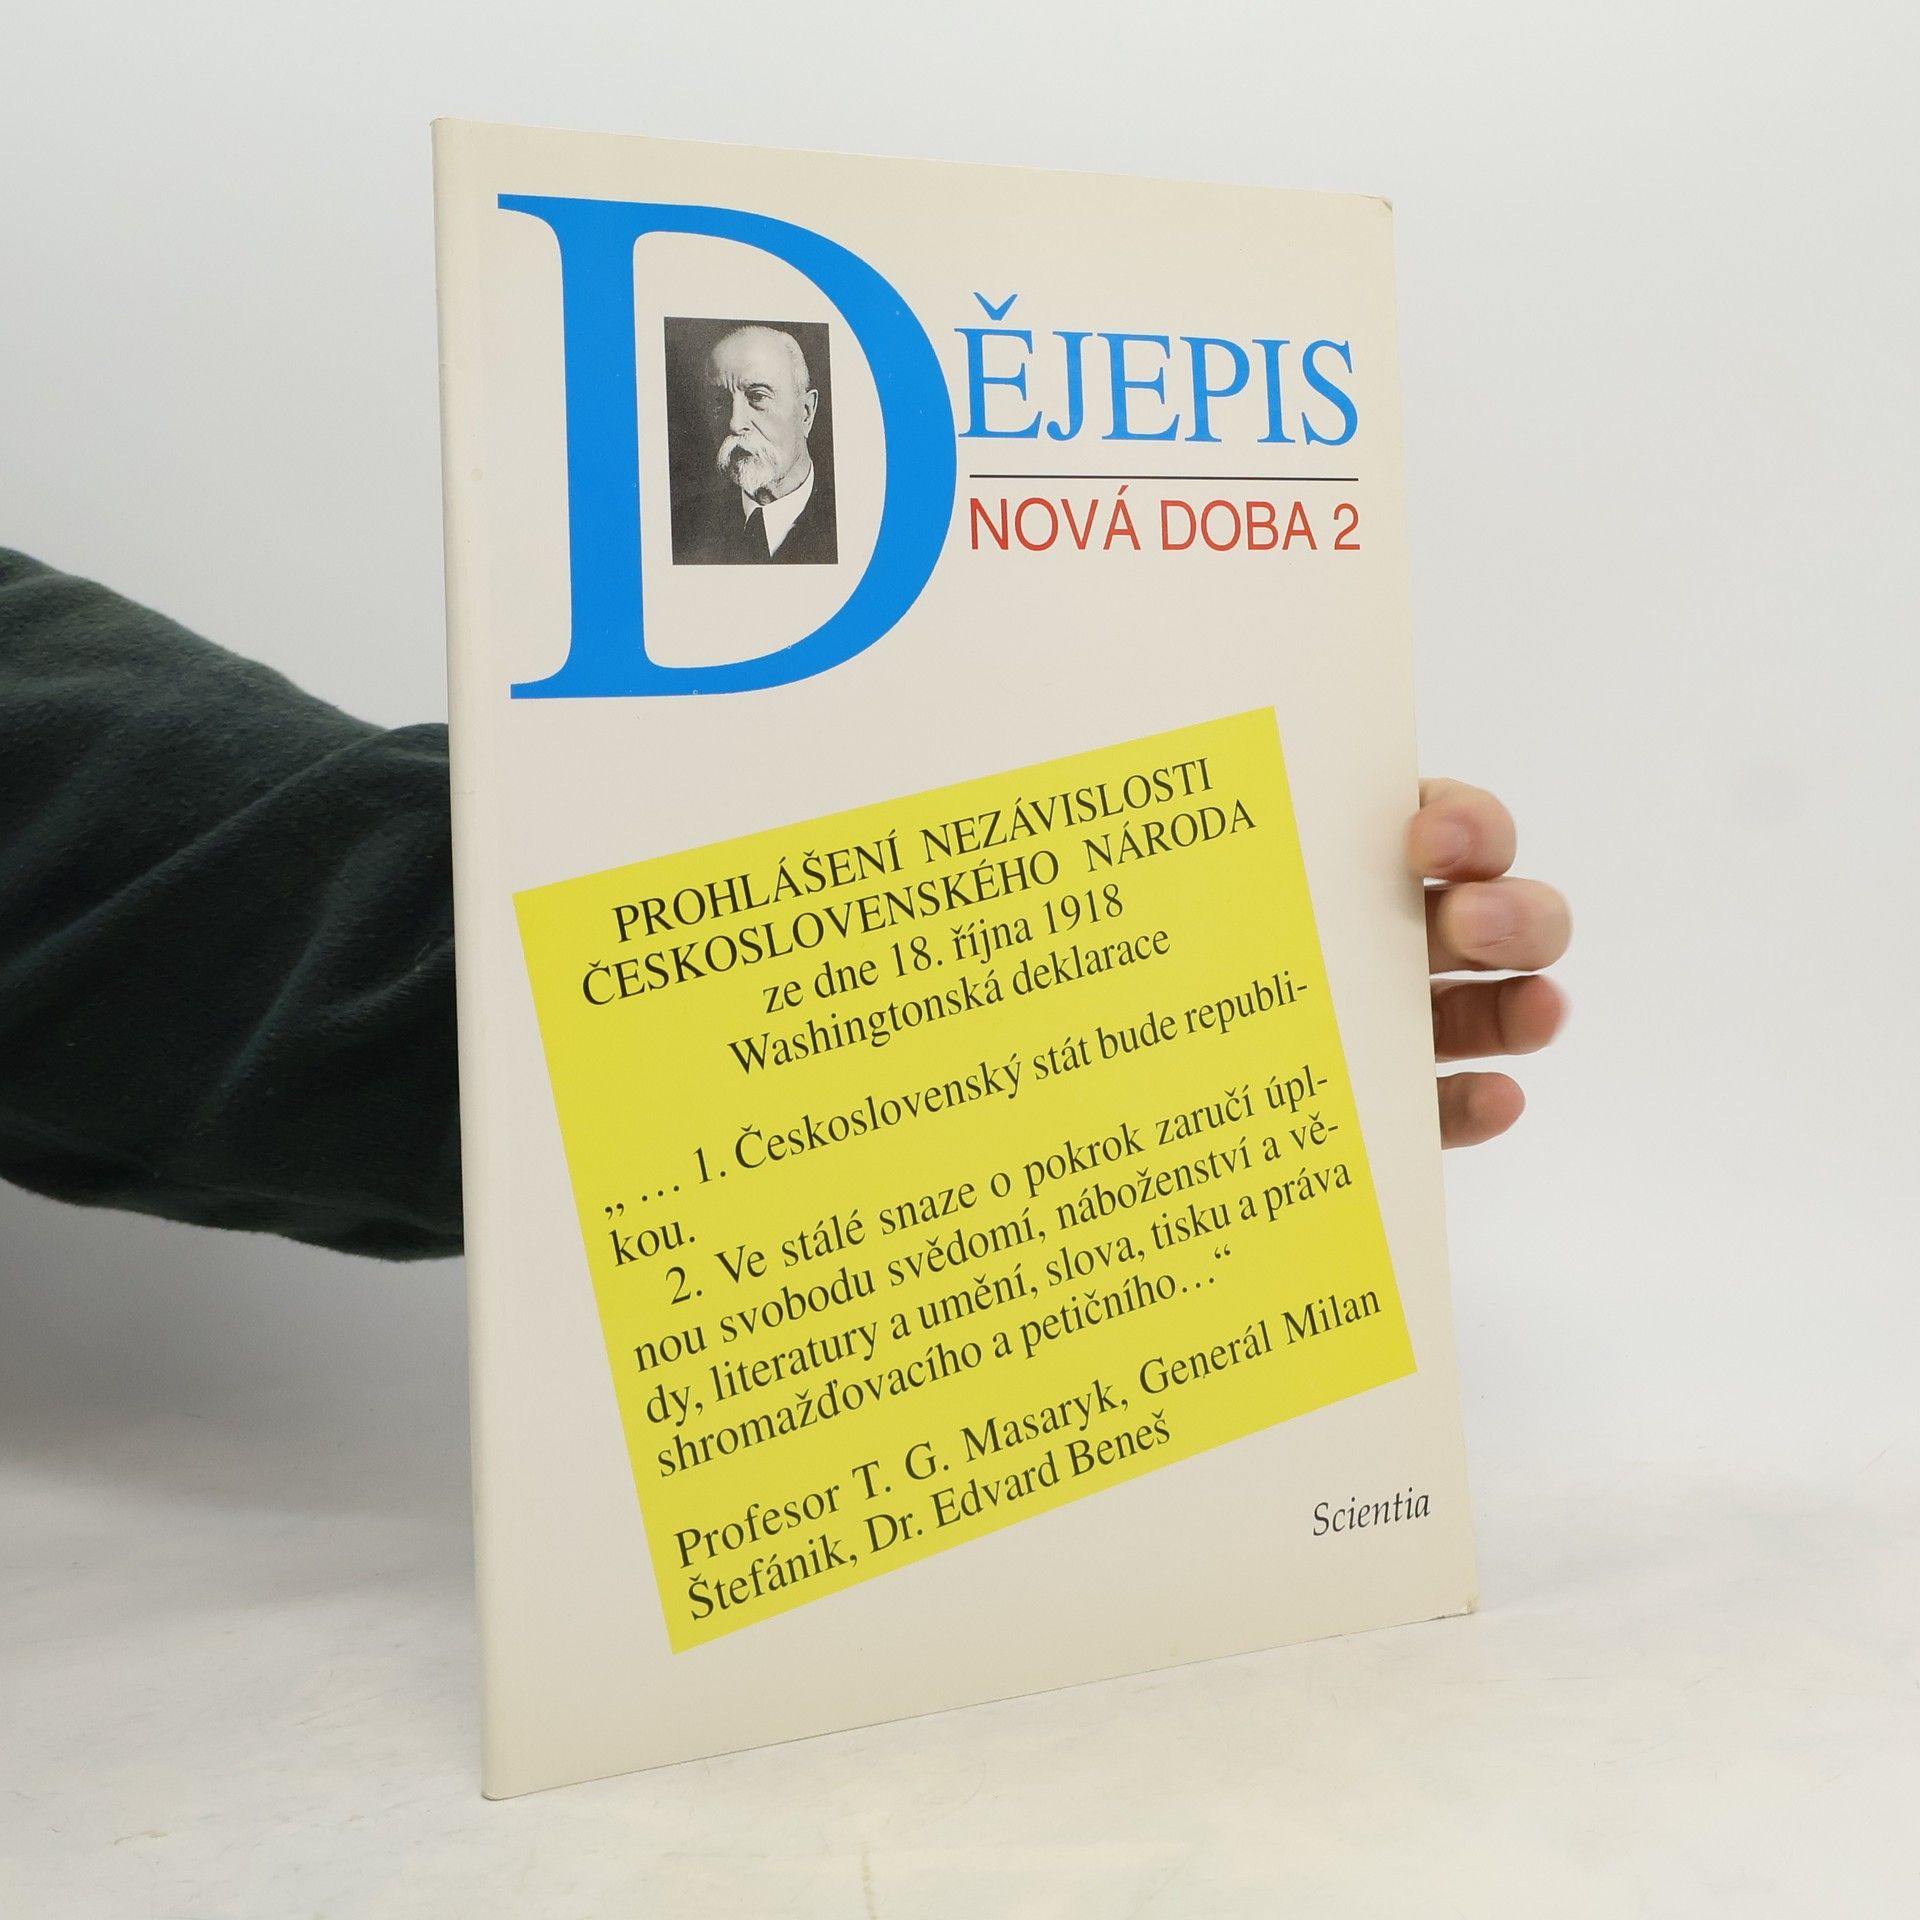 DĚJEPIS
NOVÁ DOBA 2
PROHLÁŠENÍ NEZÁVISLOSTI
ČESKOSLOVENSKÉHO NÁRODA
ze dne 18. října 1918
Washingtonská deklarace
„ ... 1. Československý stát bude republi-
kou.
2. Ve stálé snaze o pokrok zaručí úpl-
nou svobodu svědomí, náboženství a vě-
dy, literatury a umění, slova, tisku a práva
shromažďovacího a petičního...“
Profesor T. G. Masaryk, Generál Milan
Štefánik, Dr. Edvard Beneš
Scientia